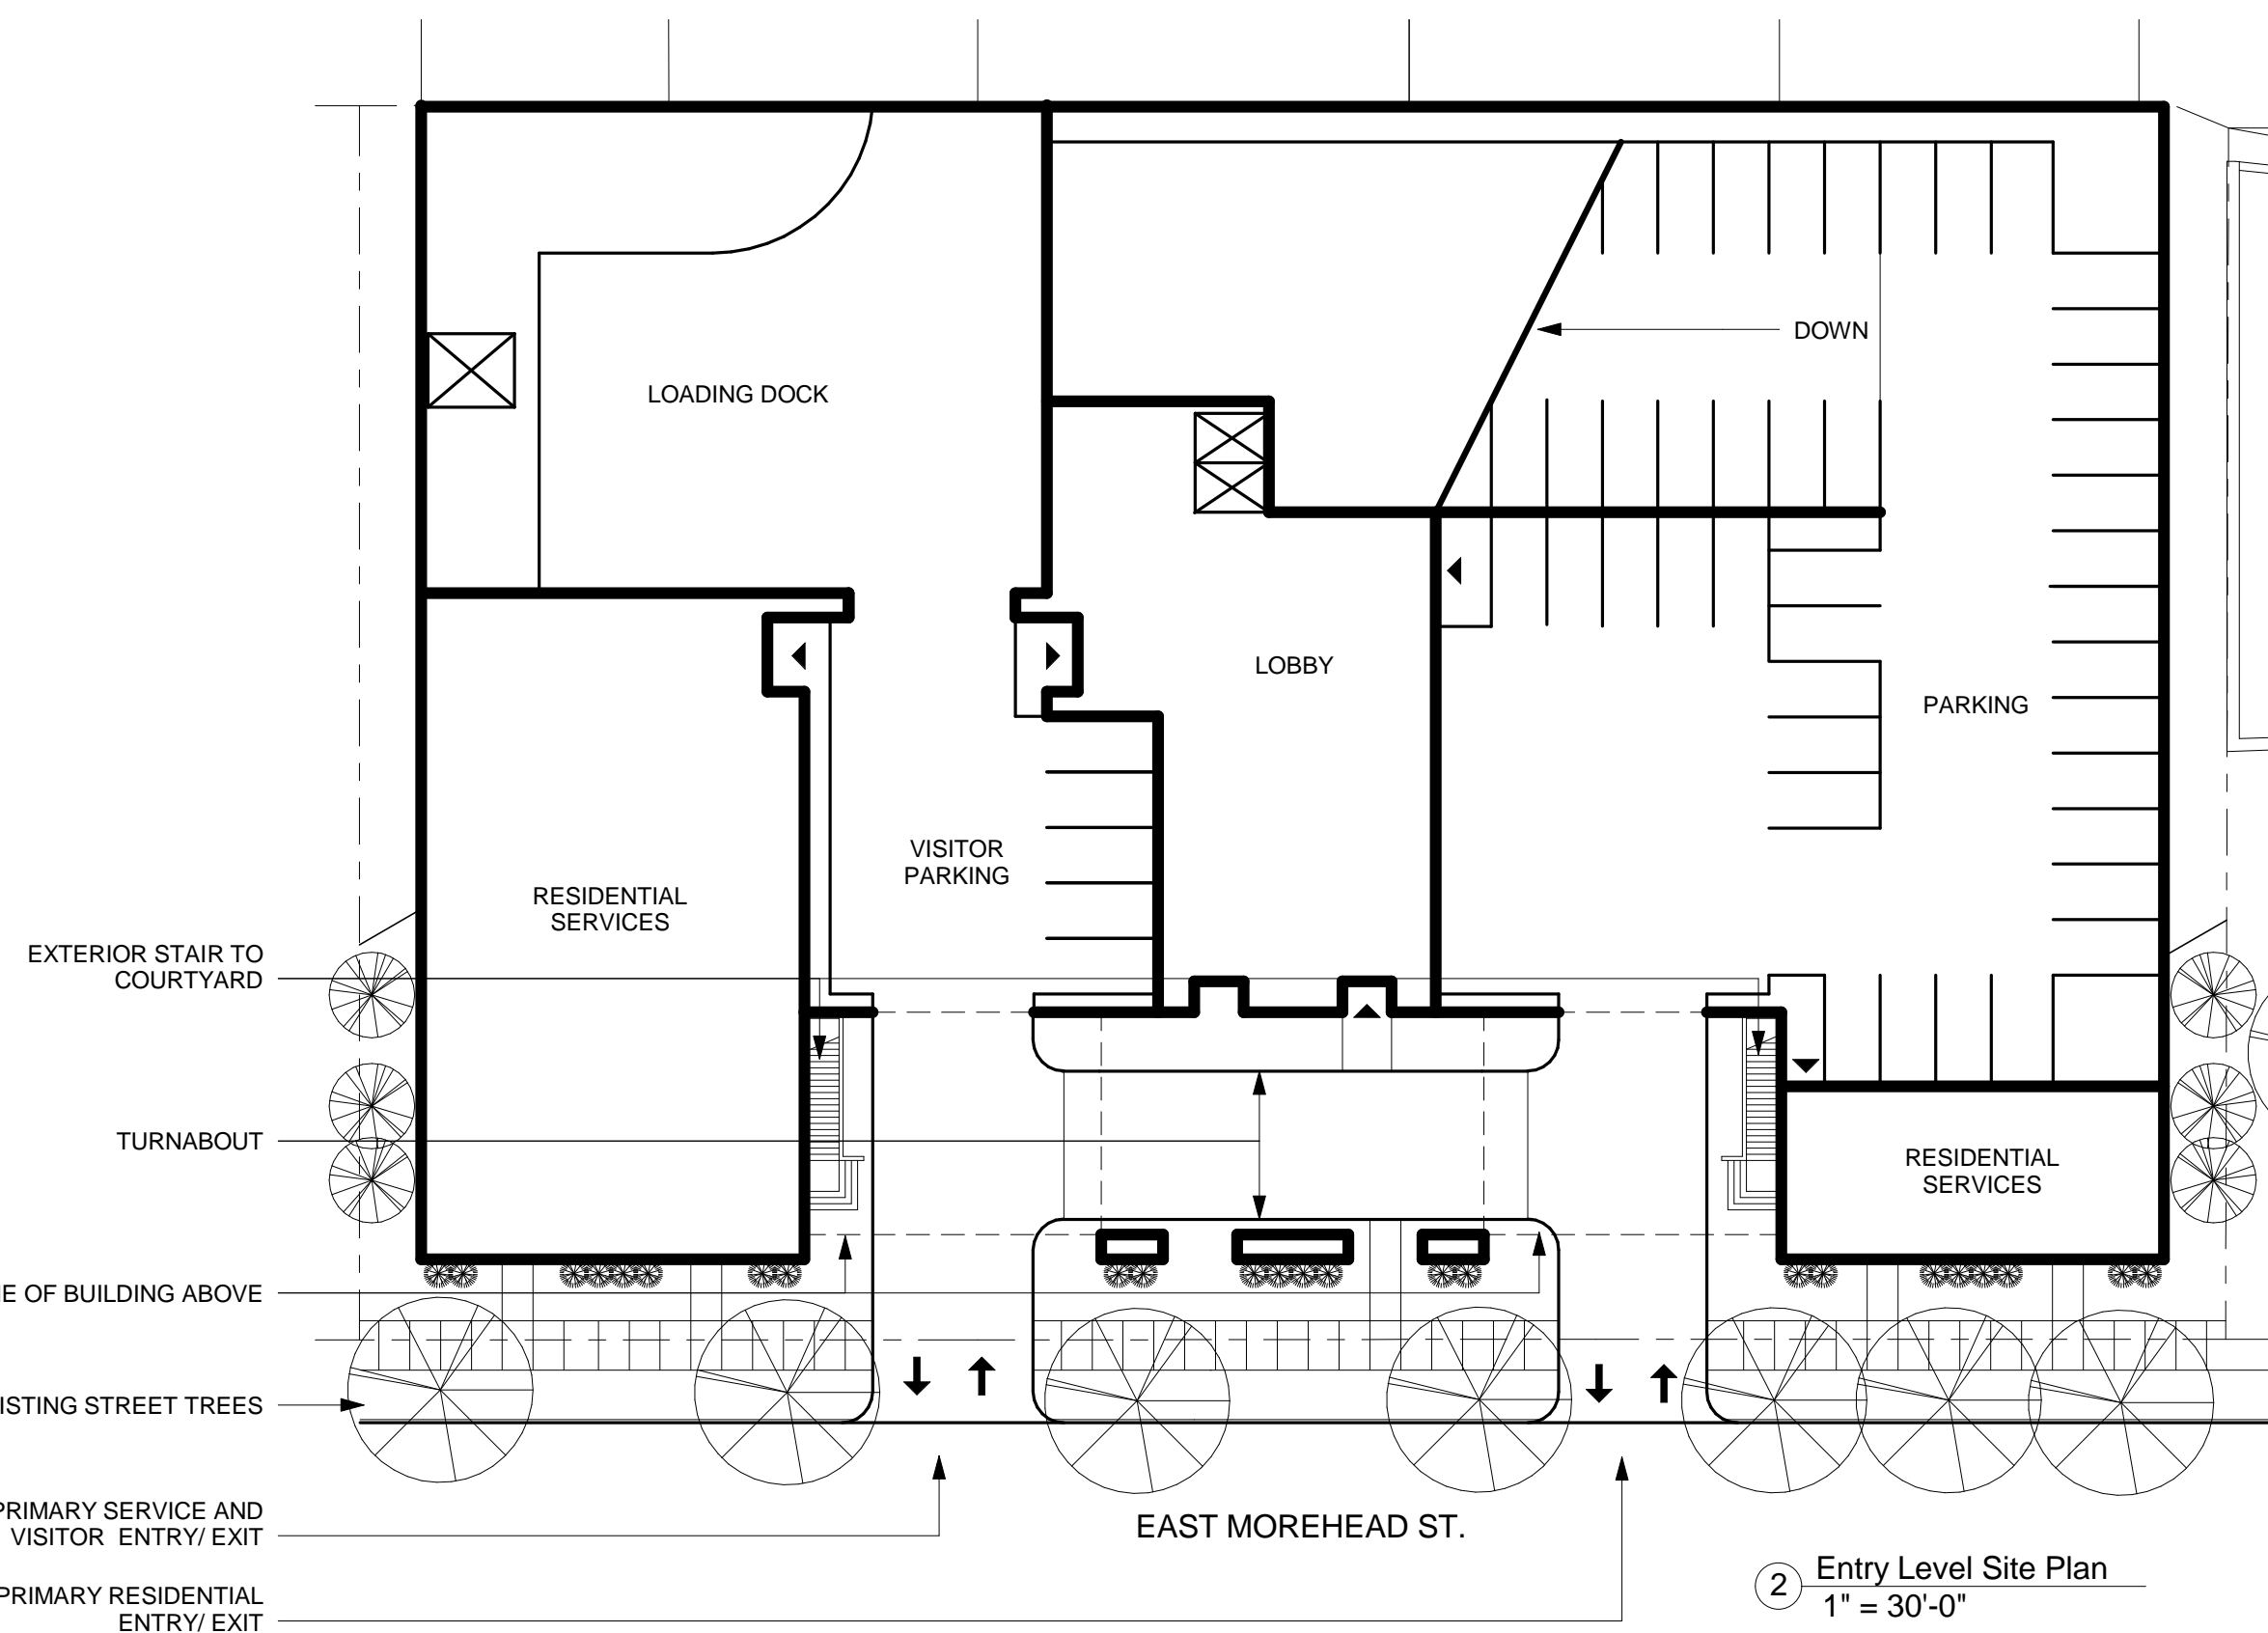 DOWN
LOADING DOCK
LOBBY
PARKING
VISITOR
PARKING
RESIDENTIAL
SERVICES
EXTERIOR STAIR TO
COURTYARD
TURNABOUT
RESIDENTIAL
SERVICES
OF BUILDING ABOVE
STREET TREES
PRIMARY SERVICE AND
VISITOR ENTRY/ EXIT
EAST MOREHEAD ST.
PRIMARY RESIDENTIAL
ENTRY/ EXIT
2
Entry Level Site Plan
1" = 30'-0"